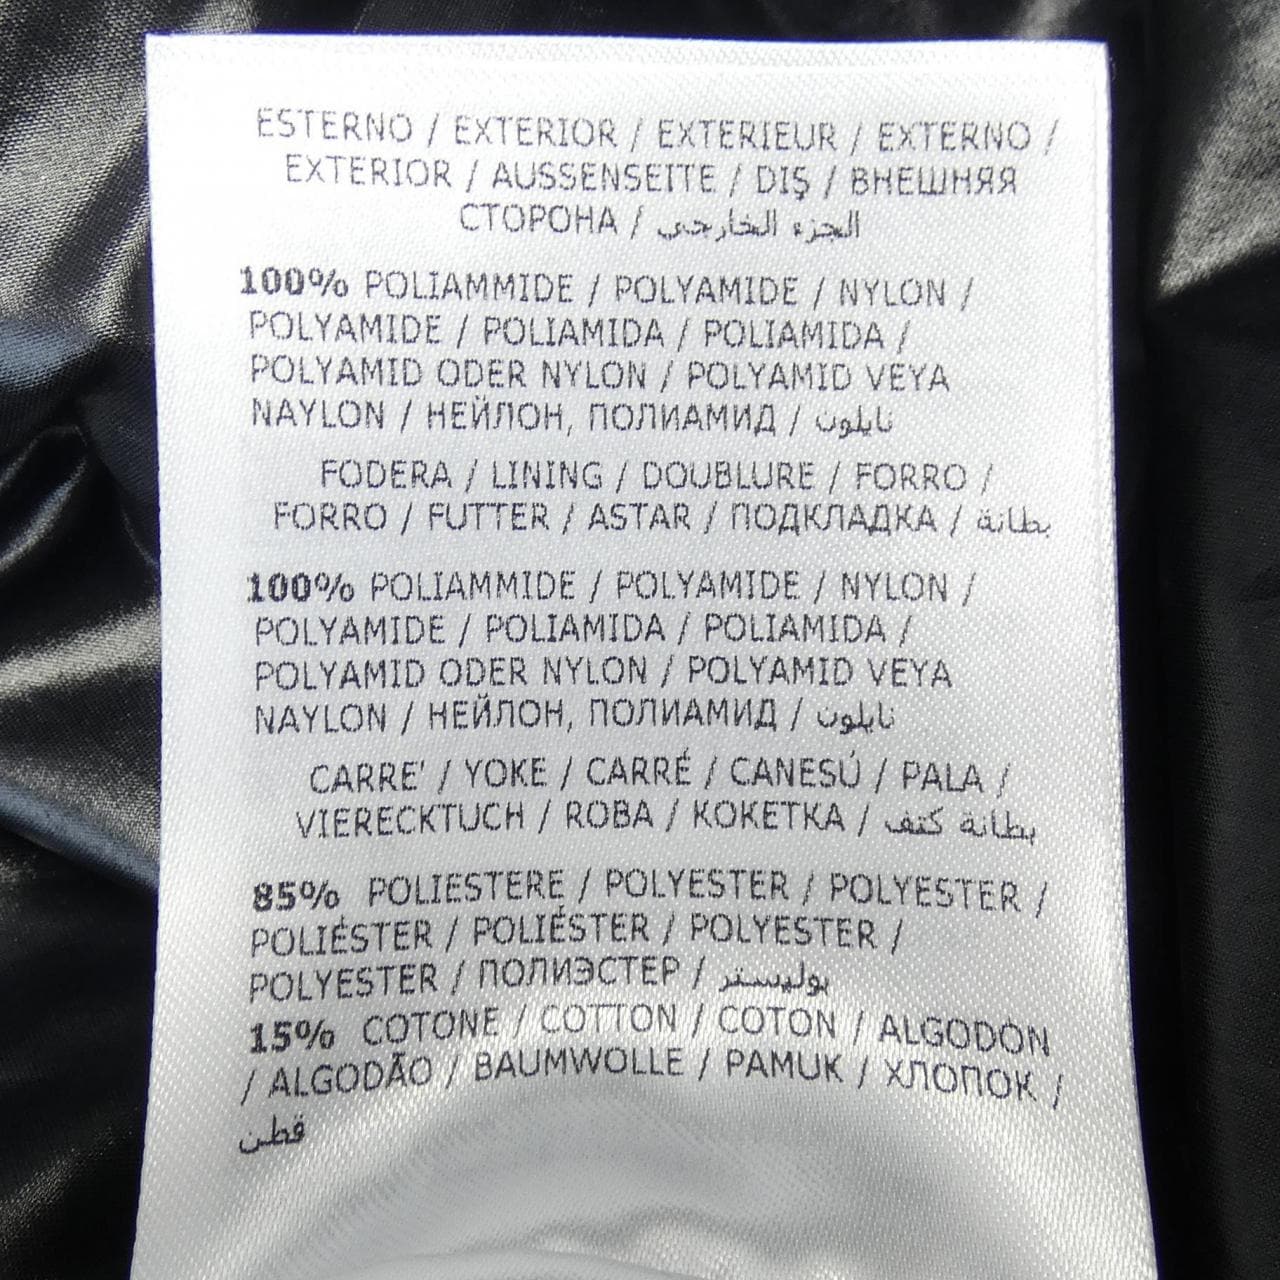 ESTERNO / EXTERIOR / EXTERIEUR / EXTERNO /
EXTERIOR / AUSSENSEITE / DIŞ / ВНЕШНЯЯ
СТОРОНА / الجزء الخارجي
100% POLIAMMIDE / POLYAMIDE / NYLON /
POLYAMIDE / POLIAMIDA / POLIAMIDA /
POLYAMID ODER NYLON / POLYAMID VEYA
NAYLON / НЕЙЛОН, ПОЛИАМИД / نايلون
FODERA / LINING / DOUBLURE / FORRO /
FORRO / FUTTER / ASTAR / ПОДКЛАДКА / بطانة
100% POLIAMMIDE / POLYAMIDE / NYLON /
POLYAMIDE / POLIAMIDA / POLIAMIDA /
POLYAMID ODER NYLON / POLYAMID VEYA
NAYLON / НЕЙЛОН, ПОЛИАМИД / نايلون
CARRE' / YOKE / CARRÉ / CANESÚ / PALA /
VIERECKTUCH / ROBA / КОКЕТКА / بطانة كتف
85% POLIESTERE / POLYESTER / POLYESTER /
POLIÉSTER / POLIÉSTER / POLYESTER /
POLYESTER / ПОЛИЭСТЕР / بوليستر
15% COTONE / COTTON / COTON / ALGODÓN
/ ALGODÃO / BAUMWOLLE / PAMUK / ХЛОПОК /
قطن